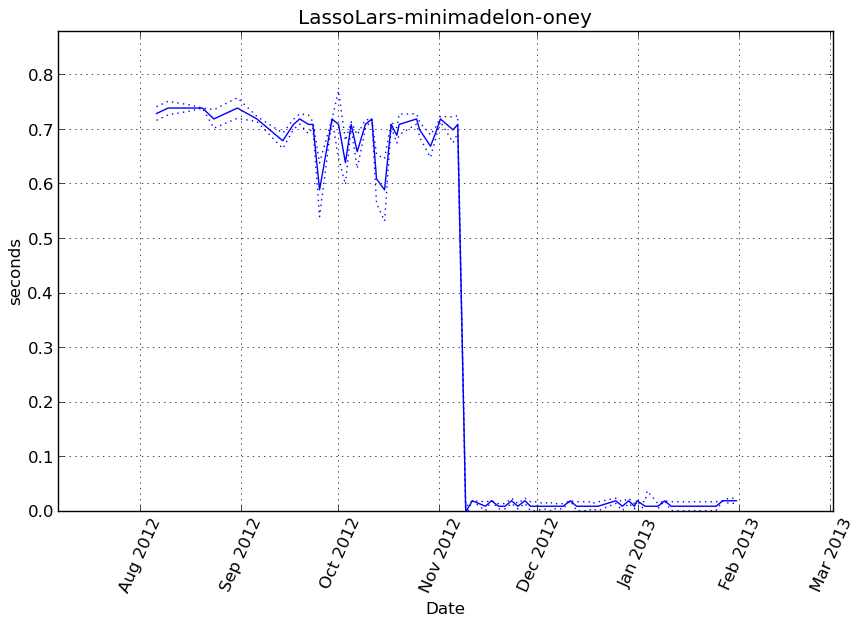 LassoLars-minimadelon-oney
0.8
0.7
0.6
0.5
0.4
0.3
0.2
0.1
0.0
seconds
Aug 2012
Sep 2012
Oct 2012
Nov 2012
Dec 2012
Jan 2013
Feb 2013
Mar 2013
Date